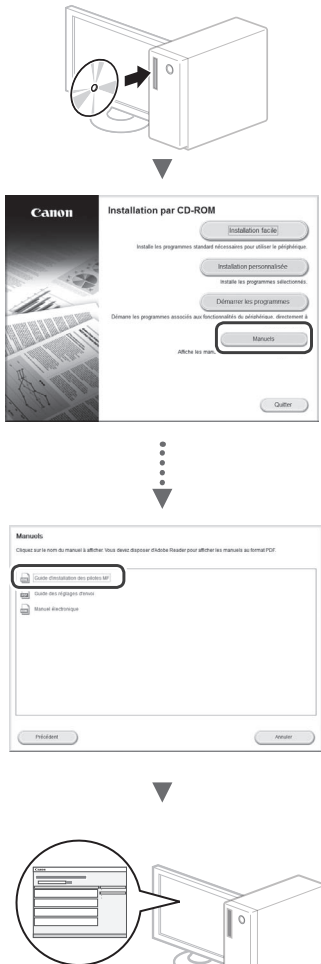 Canon
Installation par CD-ROM
Installation facile
Installe les programmes standard nécessaires pour utiliser le périphérique.
Installation personnalisée
Installe les programmes sélectionnés.
Démarrer les programmes
Démarre les programmes associés aux fonctionnalités du périphérique, directement à
Manuels
Affiche les man
Quitter
Manuels
Cliquez sur le nom du manuel à afficher. Vous devez disposer d'Adobe Reader pour afficher les manuels au format PDF.
Guide d'installation des pilotes MF
Guide des réglages d'envoi
Manuel électronique
Précédent
Annuler
Canon